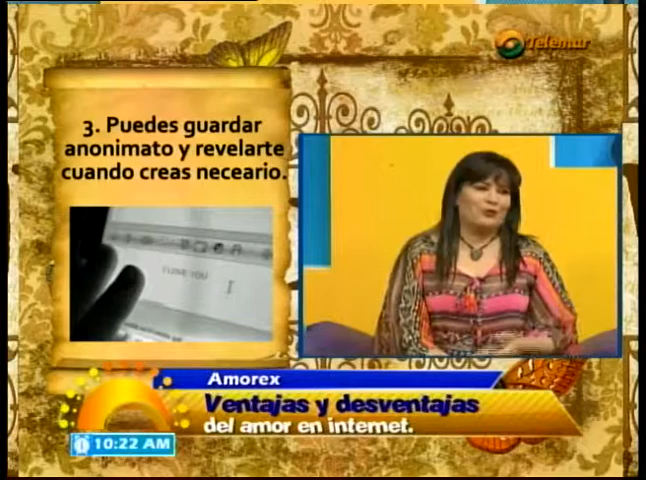 Telemar
3. Puedes guardar
anonimato y revelarte
cuando creas neceario.
I LOVE YOU
Amorex
Ventajas y desventajas
del amor en internet.
10:22 AM